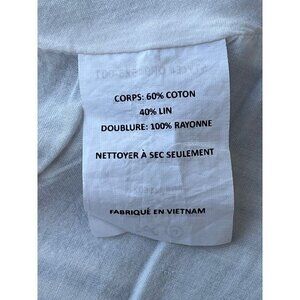 CORPS: 60% COTON
40% LIN
DOUBLURE: 100% RAYONNE
NETTOYER À SEC SEULEMENT
FABRIQUÉ EN VIETNAM